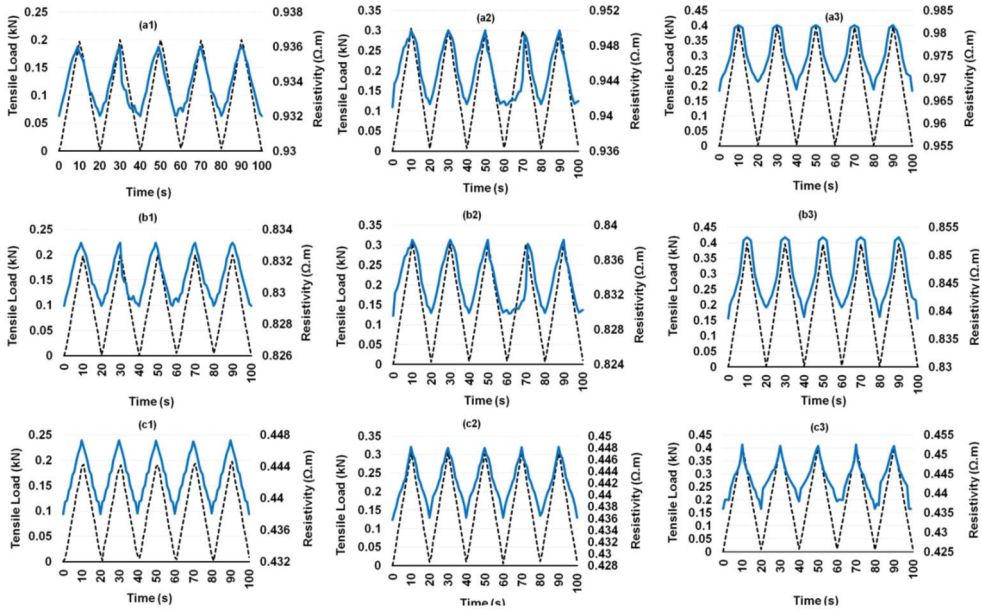 (a1)
Tensile Load (kN)
0.25
0.2
0.15
0.1
0.05
0
0.938
0.936
0.934
0.932
0.93
Resistivity (Ω.m)
0 10 20 30 40 50 60 70 80 90 100
Time (s)
(a2)
Tensile Load (kN)
0.35
0.3
0.25
0.2
0.15
0.1
0.05
0
0.952
0.948
0.944
0.94
0.936
Resistivity (Ω.m)
0 10 20 30 40 50 60 70 80 90 100
Time (s)
(a3)
Tensile Load (kN)
0.45
0.4
0.35
0.3
0.25
0.2
0.15
0.1
0.05
0
0.985
0.98
0.975
0.97
0.965
0.96
0.955
Resistivity (Ω.m)
0 10 20 30 40 50 60 70 80 90 100
Time (s)
(b1)
Tensile Load (kN)
0.25
0.2
0.15
0.1
0.05
0
0.834
0.832
0.83
0.828
0.826
Resistivity (Ω.m)
0 10 20 30 40 50 60 70 80 90 100
Time (s)
(b2)
Tensile Load (kN)
0.35
0.3
0.25
0.2
0.15
0.1
0.05
0
0.84
0.836
0.832
0.828
0.824
Resistivity (Ω.m)
0 10 20 30 40 50 60 70 80 90 100
Time (s)
(b3)
Tensile Load (kN)
0.45
0.4
0.35
0.3
0.25
0.2
0.15
0.1
0.05
0
0.855
0.85
0.845
0.84
0.835
0.83
Resistivity (Ω.m)
0 10 20 30 40 50 60 70 80 90 100
Time (s)
(c1)
Tensile Load (kN)
0.25
0.2
0.15
0.1
0.05
0
0.448
0.444
0.44
0.436
0.432
Resistivity (Ω.m)
0 10 20 30 40 50 60 70 80 90 100
Time (s)
(c2)
Tensile Load (kN)
0.35
0.3
0.25
0.2
0.15
0.1
0.05
0
0.45
0.448
0.446
0.444
0.442
0.44
0.438
0.436
0.434
0.432
0.43
0.428
Resistivity (Ω.m)
0 10 20 30 40 50 60 70 80 90 100
Time (s)
(c3)
Tensile Load (kN)
0.45
0.4
0.35
0.3
0.25
0.2
0.15
0.1
0.05
0
0.455
0.45
0.445
0.44
0.435
0.43
0.425
Resistivity (Ω.m)
0 10 20 30 40 50 60 70 80 90 100
Time (s)